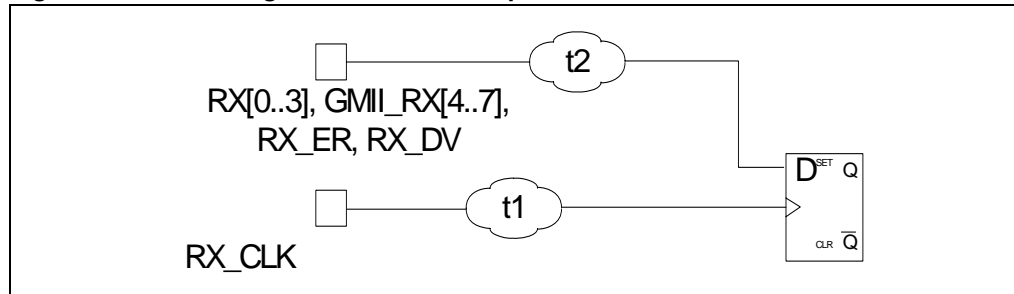 t2
RX[0..3], GMII_RX[4..7],
RX_ER, RX_DV
D SET Q
t1
CLR Q
RX_CLK